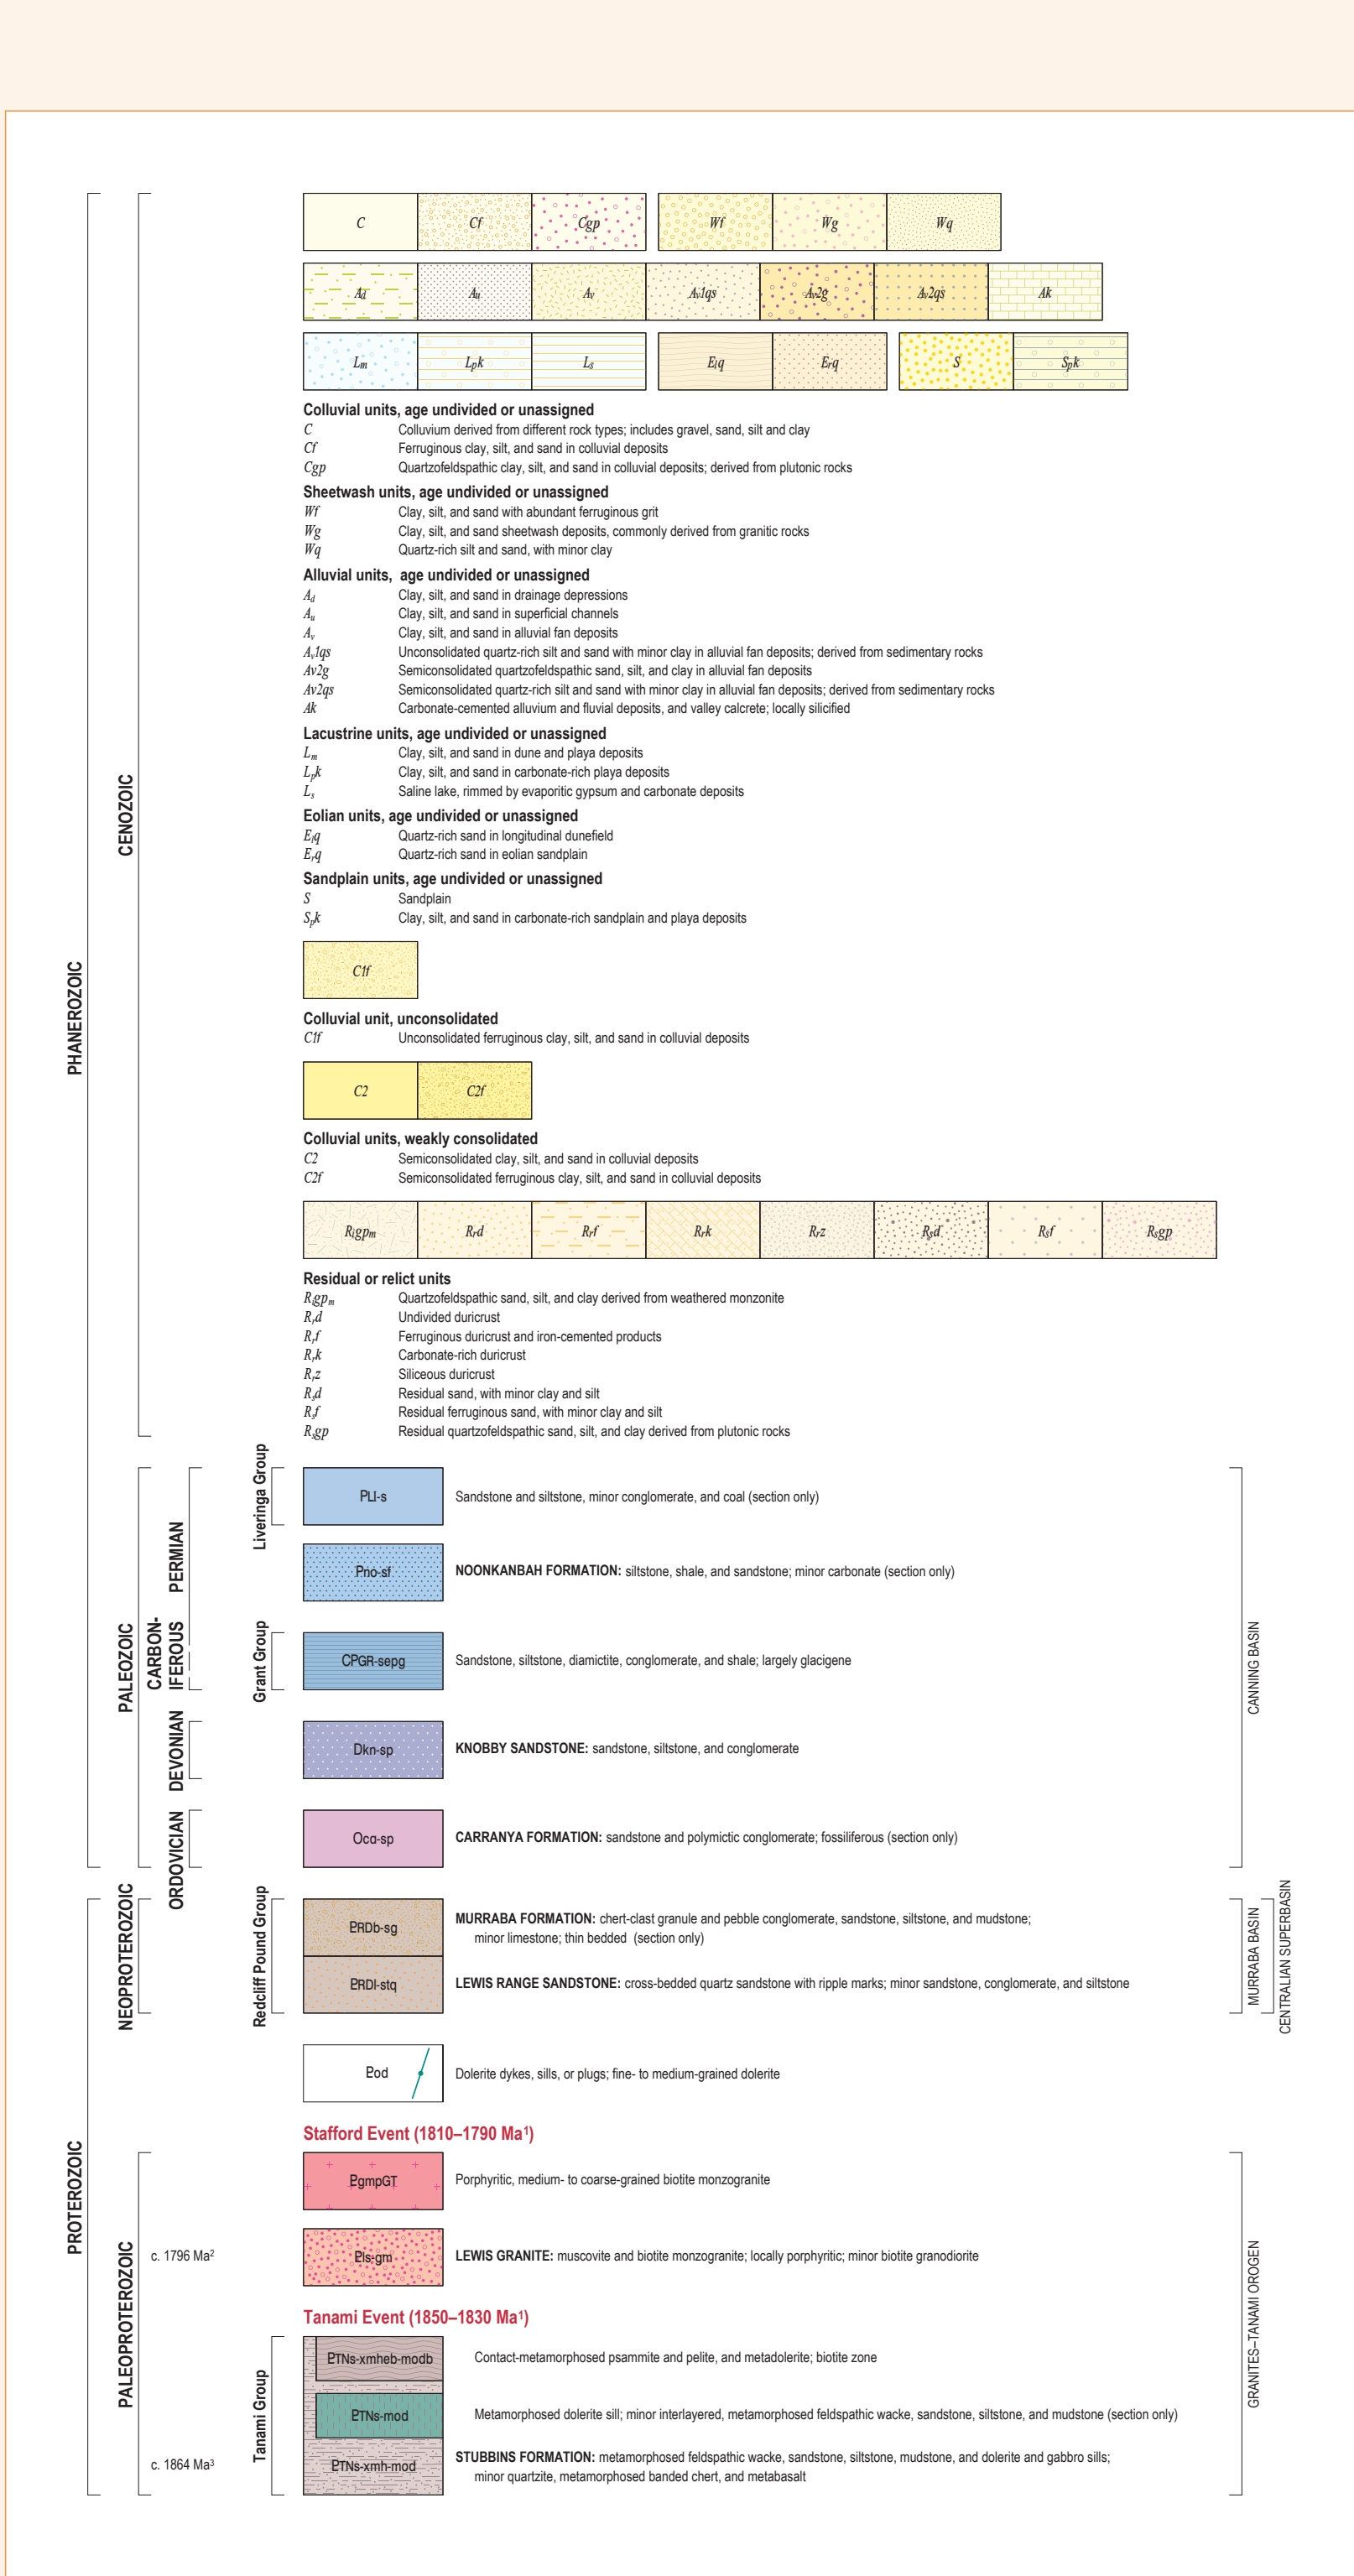 C Cf Cgp Wf Wg Wq
Ad Au Av Av1qs Av2g Av2qs Ak
Lm Lpk Ls Elq Erq S Spk
Colluvial units, age undivided or unassigned
C Colluvium derived from different rock types; includes gravel, sand, silt and clay
Cf Ferruginous clay, silt, and sand in colluvial deposits
Cgp Quartzofeldspathic clay, silt, and sand in colluvial deposits; derived from plutonic rocks
Sheetwash units, age undivided or unassigned
Wf Clay, silt, and sand with abundant ferruginous grit
Wg Clay, silt, and sand sheetwash deposits, commonly derived from granitic rocks
Wq Quartz-rich silt and sand, with minor clay
Alluvial units, age undivided or unassigned
Ad Clay, silt, and sand in drainage depressions
Au Clay, silt, and sand in superficial channels
Av Clay, silt, and sand in alluvial fan deposits
Av1qs Unconsolidated quartz-rich silt and sand with minor clay in alluvial fan deposits; derived from sedimentary rocks
Av2g Semiconsolidated quartzofeldspathic sand, silt, and clay in alluvial fan deposits
Av2qs Semiconsolidated quartz-rich silt and sand with minor clay in alluvial fan deposits; derived from sedimentary rocks
Ak Carbonate-cemented alluvium and fluvial deposits, and valley calcrete; locally silicified
Lacustrine units, age undivided or unassigned
Lm Clay, silt, and sand in dune and playa deposits
Lpk Clay, silt, and sand in carbonate-rich playa deposits
Ls Saline lake, rimmed by evaporitic gypsum and carbonate deposits
Eolian units, age undivided or unassigned
Elq Quartz-rich sand in longitudinal dunefield
Erq Quartz-rich sand in eolian sandplain
Sandplain units, age undivided or unassigned
S Sandplain
Spk Clay, silt, and sand in carbonate-rich sandplain and playa deposits
C1f
Colluvial unit, unconsolidated
C1f Unconsolidated ferruginous clay, silt, and sand in colluvial deposits
C2 C2f
Colluvial units, weakly consolidated
C2 Semiconsolidated clay, silt, and sand in colluvial deposits
C2f Semiconsolidated ferruginous clay, silt, and sand in colluvial deposits
Rigpm Rrd Rrf Rrk Rrz Rsd Rsf Rsgp
Residual or relict units
Rigpm Quartzofeldspathic sand, silt, and clay derived from weathered monzonite
Rrd Undivided duricrust
Rrf Ferruginous duricrust and iron-cemented products
Rrk Carbonate-rich duricrust
Rrz Siliceous duricrust
Rsd Residual sand, with minor clay and silt
Rsf Residual ferruginous sand, with minor clay and silt
Rsgp Residual quartzofeldspathic sand, silt, and clay derived from plutonic rocks
PHANEROZOIC
CENOZOIC
PALEOZOIC
PERMIAN
CARBON-
IFEROUS
DEVONIAN
ORDOVICIAN
Liveringa Group
PLI-s Sandstone and siltstone, minor conglomerate, and coal (section only)
Pno-sf NOONKANBAH FORMATION: siltstone, shale, and sandstone; minor carbonate (section only)
Grant Group
CPGR-sepg Sandstone, siltstone, diamictite, conglomerate, and shale; largely glacigene
Dkn-sp KNOBBY SANDSTONE: sandstone, siltstone, and conglomerate
Oca-sp CARRANYA FORMATION: sandstone and polymictic conglomerate; fossiliferous (section only)
CANNING BASIN
PROTEROZOIC
NEOPROTEROZOIC
Redcliff Pound Group
PRDb-sg MURRABA FORMATION: chert-clast granule and pebble conglomerate, sandstone, siltstone, and mudstone;
minor limestone; thin bedded (section only)
PRDl-stq LEWIS RANGE SANDSTONE: cross-bedded quartz sandstone with ripple marks; minor sandstone, conglomerate, and siltstone
MURRABA BASIN
CENTRALIAN SUPERBASIN
Pod Dolerite dykes, sills, or plugs; fine- to medium-grained dolerite
Stafford Event (1810–1790 Ma¹)
PALEOPROTEROZOIC
PgmpGT Porphyritic, medium- to coarse-grained biotite monzogranite
c. 1796 Ma²
Pls-gm LEWIS GRANITE: muscovite and biotite monzogranite; locally porphyritic; minor biotite granodiorite
Tanami Event (1850–1830 Ma¹)
Tanami Group
PTNs-xmheb-modb Contact-metamorphosed psammite and pelite, and metadolerite; biotite zone
PTNs-mod Metamorphosed dolerite sill; minor interlayered, metamorphosed feldspathic wacke, sandstone, siltstone, and mudstone (section only)
c. 1864 Ma³
PTNs-xmh-mod STUBBINS FORMATION: metamorphosed feldspathic wacke, sandstone, siltstone, mudstone, and dolerite and gabbro sills;
minor quartzite, metamorphosed banded chert, and metabasalt
GRANITES–TANAMI OROGEN